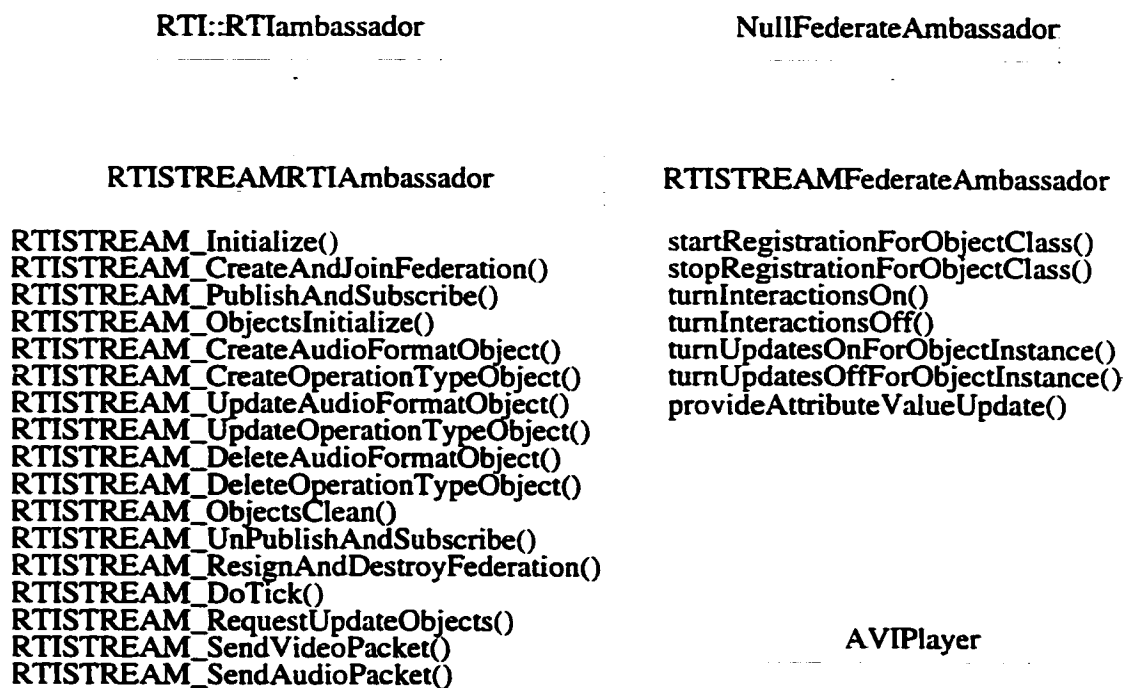 RTI::RTIambassador
NullFederateAmbassador
RTISTREAMRTIAmbassador
RTISTREAMFederateAmbassador
RTISTREAM_Initialize()
RTISTREAM_CreateAndJoinFederation()
RTISTREAM_PublishAndSubscribe()
RTISTREAM_ObjectsInitialize()
RTISTREAM_CreateAudioFormatObject()
RTISTREAM_CreateOperationTypeObject()
RTISTREAM_UpdateAudioFormatObject()
RTISTREAM_UpdateOperationTypeObject()
RTISTREAM_DeleteAudioFormatObject()
RTISTREAM_DeleteOperationTypeObject()
RTISTREAM_ObjectsClean()
RTISTREAM_UnPublishAndSubscribe()
RTISTREAM_ResignAndDestroyFederation()
RTISTREAM_DoTick()
RTISTREAM_RequestUpdateObjects()
RTISTREAM_SendVideoPacket()
RTISTREAM_SendAudioPacket()
startRegistrationForObjectClass()
stopRegistrationForObjectClass()
turnInteractionsOn()
turnInteractionsOff()
turnUpdatesOnForObjectInstance()
turnUpdatesOffForObjectInstance()
provideAttributeValueUpdate()
AVIPlayer